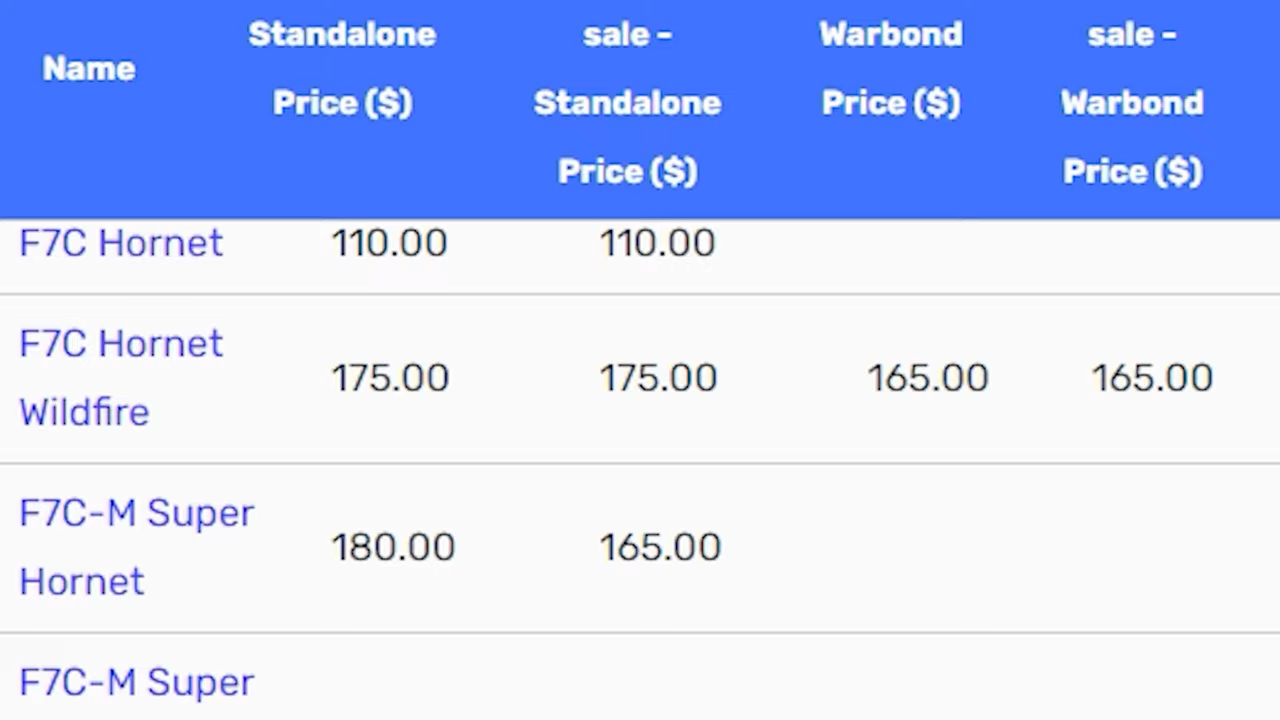 Name
Standalone
Price ($)
sale -
Standalone
Price ($)
Warbond
Price ($)
sale -
Warbond
Price ($)
F7C Hornet 110.00 110.00
F7C Hornet
Wildfire
175.00 175.00 165.00 165.00
F7C-M Super
Hornet
180.00 165.00
F7C-M Super